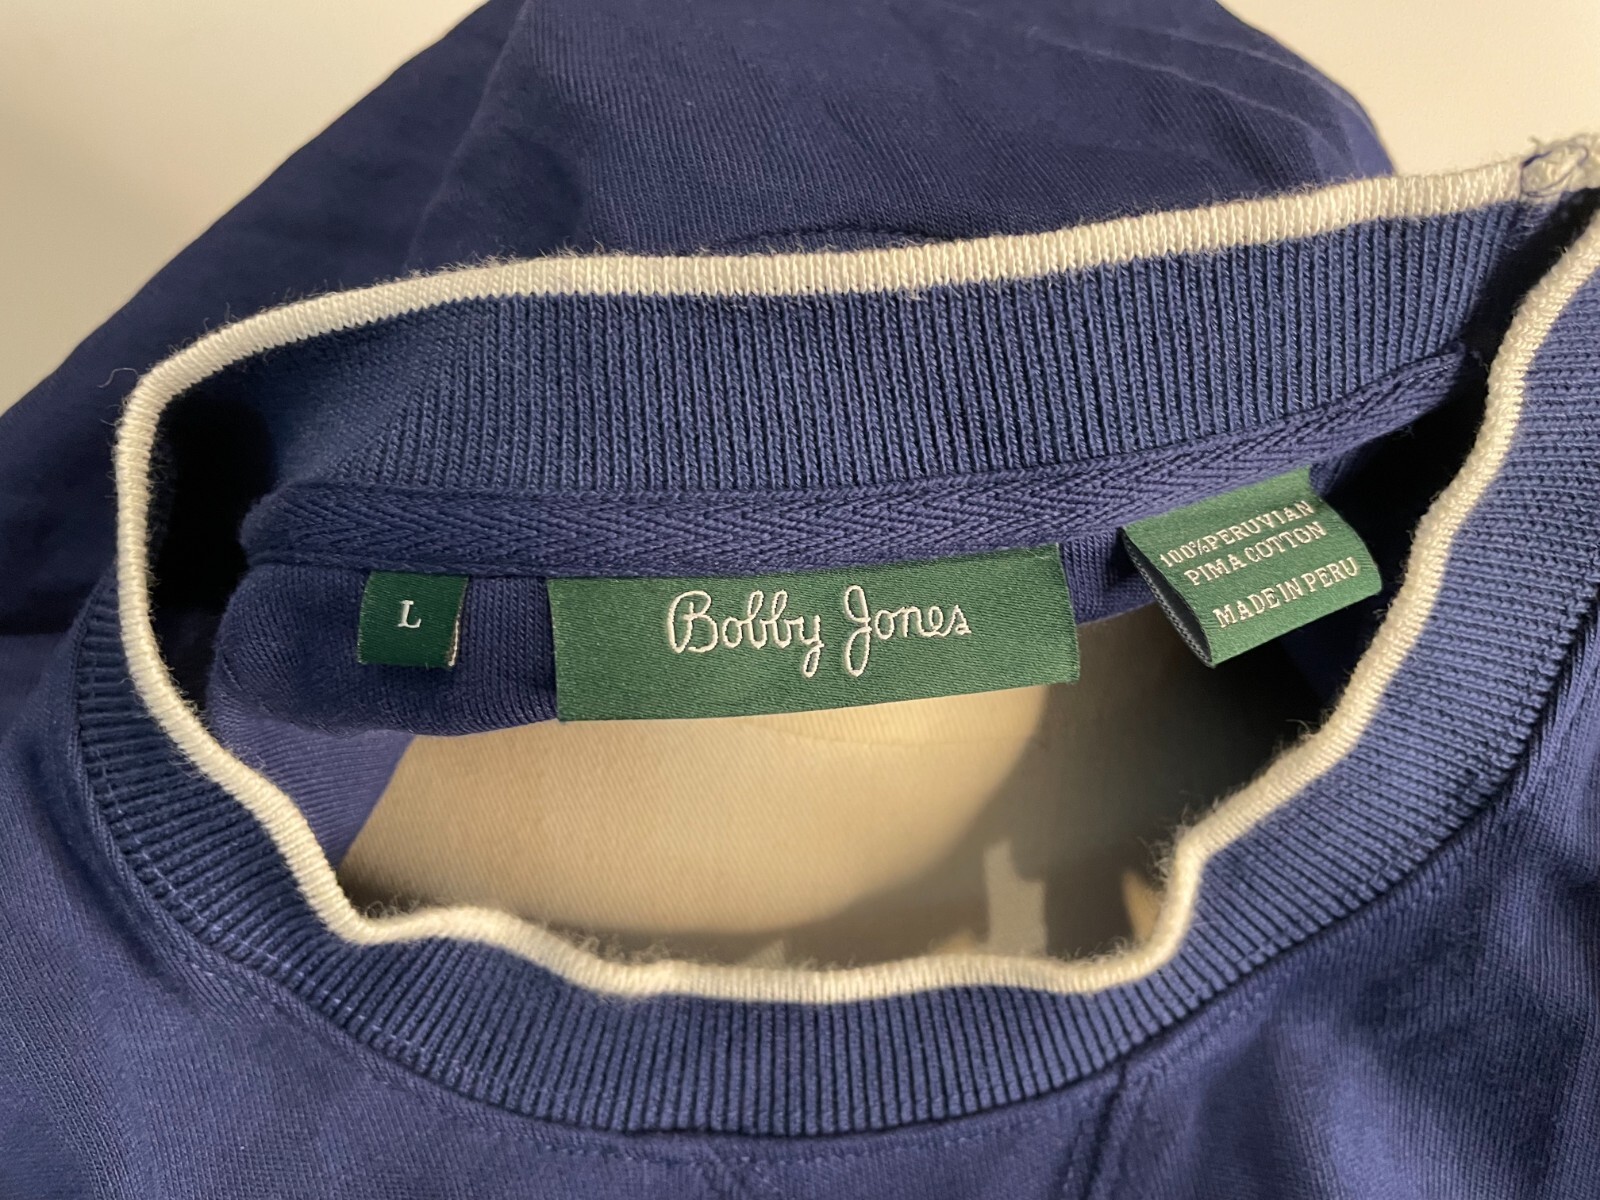 L
Bobby Jones
100% PERUVIAN
PIMA COTTON
MADE IN PERU